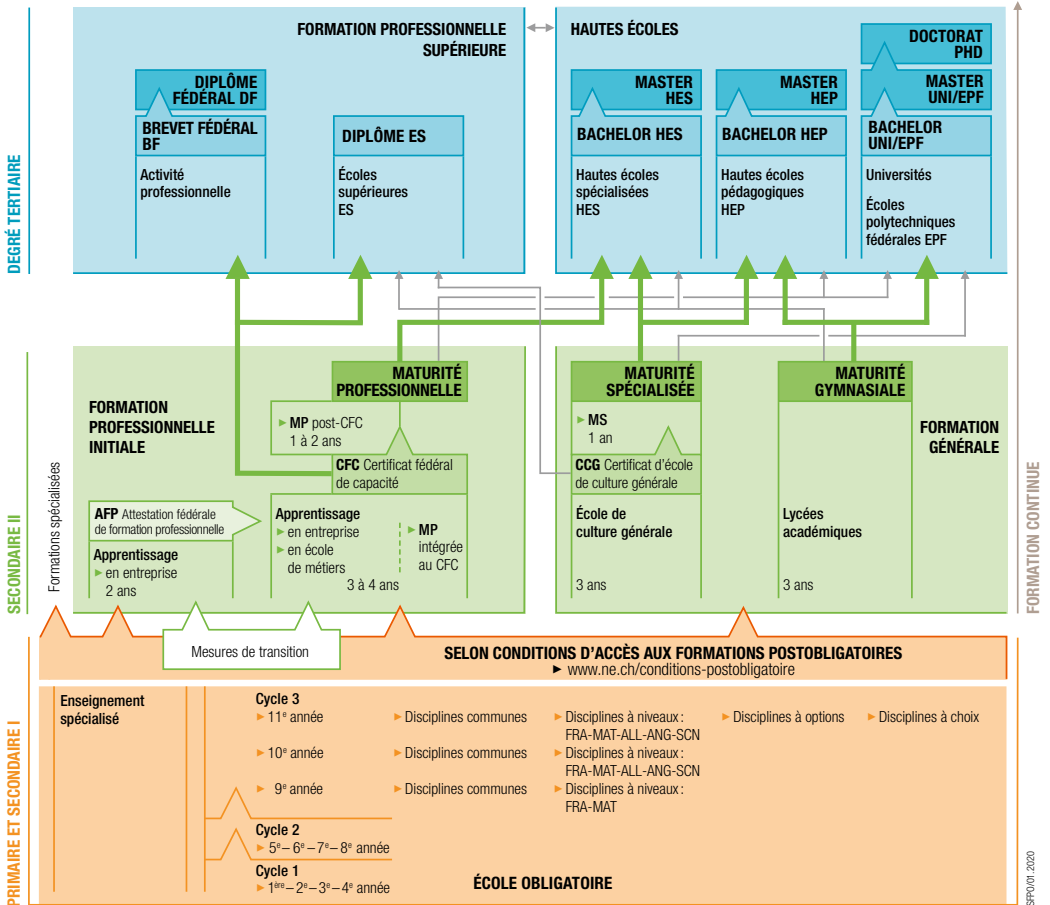 FORMATION PROFESSIONNELLE
SUPÉRIEURE
HAUTES ÉCOLES
DOCTORAT
PHD
DIPLÔME
FÉDÉRAL DF
MASTER
HES
MASTER
HEP
MASTER
UNI/EPF
BREVET FÉDÉRAL
BF
DIPLÔME ES
BACHELOR HES
BACHELOR HEP
BACHELOR
UNI/EPF
Activité
professionnelle
Écoles
supérieures
ES
Hautes écoles
spécialisées
HES
Hautes écoles
pédagogiques
HEP
Universités
Écoles
polytechniques
fédérales EPF
DEGRÉ TERTIAIRE
MATURITÉ
PROFESSIONNELLE
MATURITÉ
SPÉCIALISÉE
MATURITÉ
GYMNASIALE
FORMATION
PROFESSIONNELLE
INITIALE
► MP post-CFC
1 à 2 ans
► MS
1 an
FORMATION
GÉNÉRALE
CFC Certificat fédéral
de capacité
CCG Certificat d'école
de culture générale
AFP Attestation fédérale
de formation professionnelle
Apprentissage
► en entreprise
2 ans
Apprentissage
► en entreprise
► en école
de métiers
► MP
intégrée
au CFC
3 à 4 ans
École de
culture générale
3 ans
Lycées
académiques
3 ans
Formations spécialisées
SECONDAIRE II
FORMATION CONTINUE
Mesures de transition
SELON CONDITIONS D'ACCÈS AUX FORMATIONS POSTOBLIGATOIRES
► www.ne.ch/conditions-postobligatoire
Enseignement
spécialisé
Cycle 3
► 11e année ► Disciplines communes ► Disciplines à niveaux : ► Disciplines à options ► Disciplines à choix
FRA-MAT-ALL-ANG-SCN
► 10e année ► Disciplines communes ► Disciplines à niveaux :
FRA-MAT-ALL-ANG-SCN
► 9e année ► Disciplines communes ► Disciplines à niveaux :
FRA-MAT
Cycle 2
► 5e – 6e – 7e – 8e année
Cycle 1
► 1ère – 2e – 3e – 4e année
ÉCOLE OBLIGATOIRE
PRIMAIRE ET SECONDAIRE I
SFPO/01.2020